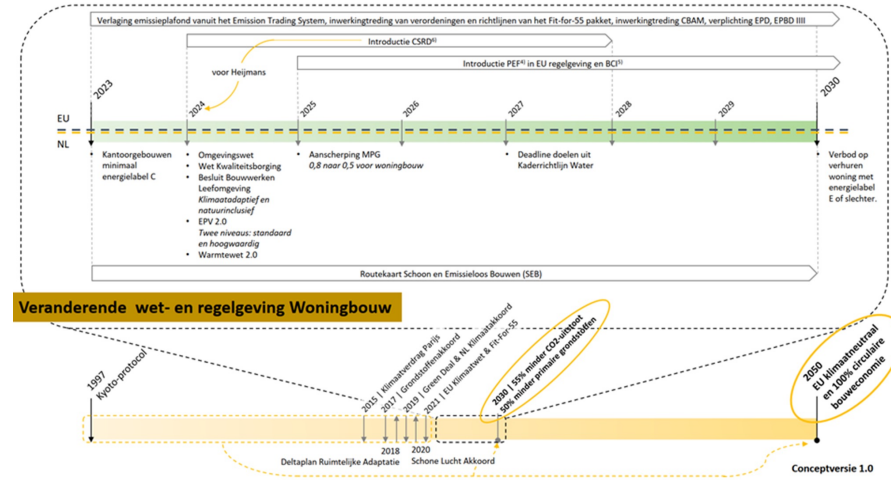 Verlaging emissieplafond vanuit het Emission Trading System, inwerkingtreding van verordeningen en richtlijnen van het Fit-for-55 pakket, inwerkingtreding CBAM, verplichting EPD, EPBD IIII
Introductie CSRD⁶⁾
voor Heijmans
Introductie PEF⁴⁾ in EU regelgeving en BCI⁵⁾
2023
2024
2025
2026
2027
2028
2029
2030
EU
NL
• Kantoorgebouwen
minimaal
energielabel C
• Omgevingswet
• Wet Kwaliteitsborging
• Besluit Bouwwerken
Leefomgeving
Klimaatadaptief en
natuurinclusief
• EPV 2.0
Twee niveaus: standaard
en hoogwaardig
• Warmtewet 2.0
• Aanscherping MPG
0,8 naar 0,5 voor woningbouw
• Deadline doelen uit
Kaderrichtlijn Water
• Verbod op
verhuren
woning met
energielabel
E of slechter.
Routekaart Schoon en Emissieloos Bouwen (SEB)
Veranderende wet- en regelgeving Woningbouw
1997
Kyoto-protocol
2015 | Klimaatverdrag Parijs
2017 | Grondstoffenakkoord
2019 | Green Deal & NL Klimaatakkoord
2021 | EU Klimaatwet & Fit-For-55
2030 | 55% minder CO2-uitstoot
50% minder primaire grondstoffen
2050
EU klimaatneutraal
en 100% circulaire
bouweconomie
2018
Deltaplan Ruimtelijke Adaptatie
2020
Schone Lucht Akkoord
Conceptversie 1.0